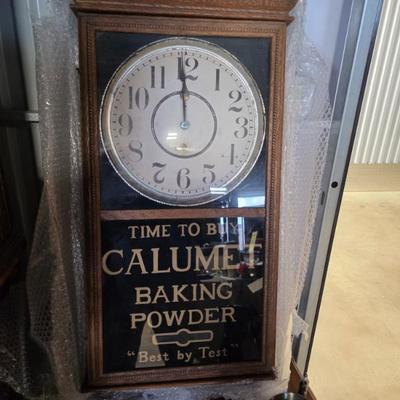 12
11 1
10 2
9 3
8 4
7 5
6
TIME TO BUY
CALUMET
BAKING
POWDER
"Best by Test"